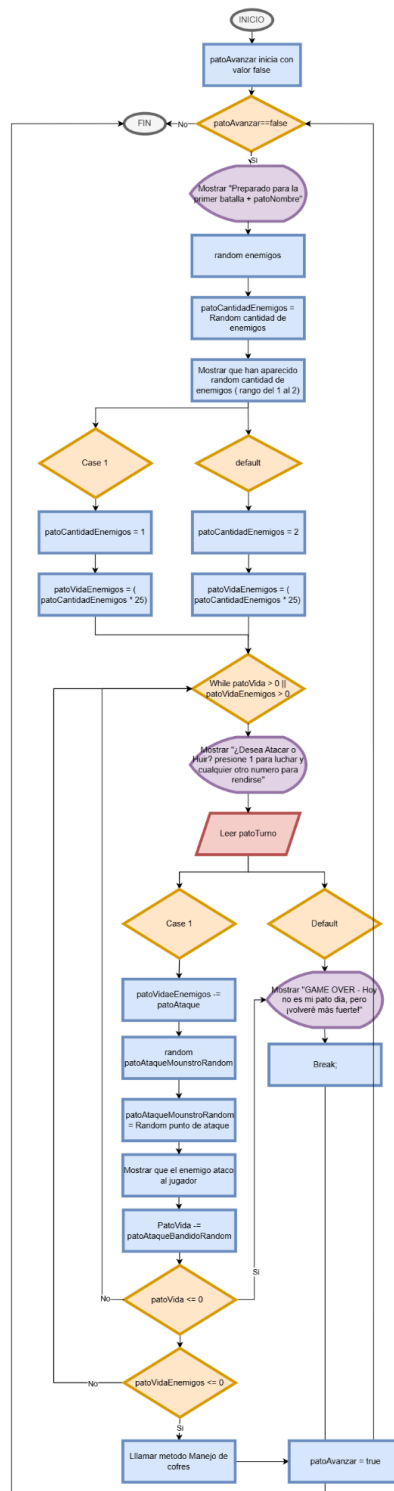 INICIO
patoAvanzar inicia con
valor false
FIN
No
patoAvanzar==false
Si
Mostrar "Preparado para la
primer batalla + patoNombre"
random enemigos
patoCantidadEnemigos =
Random cantidad de
enemigos
Mostrar que han aparecido
random cantidad de
enemigos ( rango del 1 al 2)
Case 1
default
patoCantidadEnemigos = 1
patoCantidadEnemigos = 2
patoVidaEnemigos = (
patoCantidadEnemigos * 25)
patoVidaEnemigos = (
patoCantidadEnemigos * 25)
While patoVida > 0 ||
patoVidaEnemigos > 0
Mostrar "¿Desea Atacar o
Huir? presione 1 para luchar y
cualquier otro numero para
rendirse"
Leer patoTurno
Case 1
Default
patoVidaeEnemigos -=
patoAtaque
Mostrar "GAME OVER - Hoy
no es mi pato dia, pero
¡volveré más fuerte!"
random
patoAtaqueMounstroRandom
Break;
patoAtaqueMounstroRandom
= Random punto de ataque
Mostrar que el enemigo ataco
al jugador
PatoVida -=
patoAtaqueBandidoRandom
Si
patoVida <= 0
No
patoVidaEnemigos <= 0
No
Si
Lllamar metodo Manejo de
cofres
patoAvanzar = true